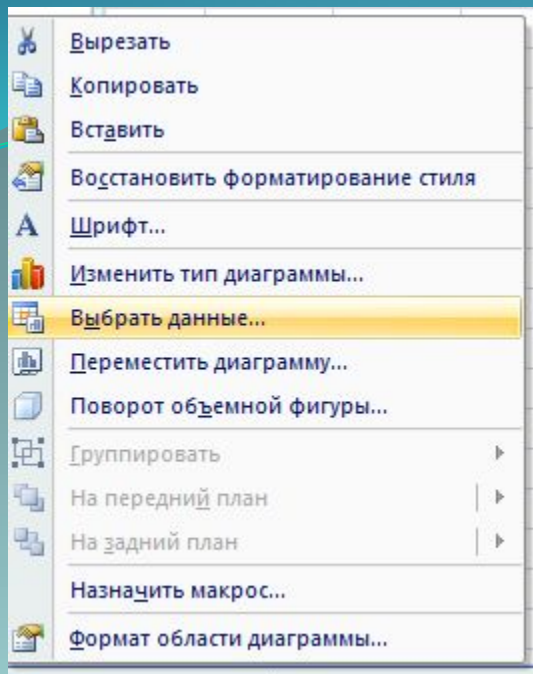 Вырезать
Копировать
Вставить
Восстановить форматирование стиля
Шрифт...
Изменить тип диаграммы...
Выбрать данные...
Переместить диаграмму...
Поворот объемной фигуры...
Группировать
На передний план
На задний план
Назначить макрос...
Формат области диаграммы...